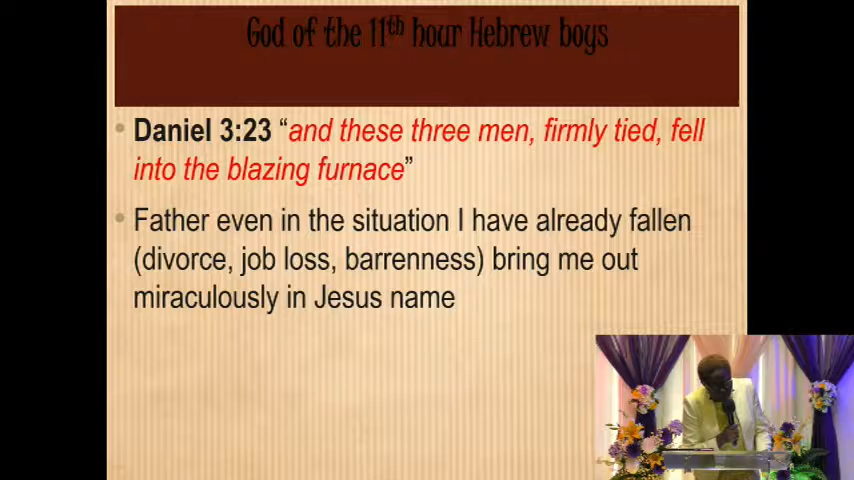 God of the 11th hour Hebrew boys
• Daniel 3:23 “and these three men, firmly tied, fell
into the blazing furnace”
• Father even in the situation I have already fallen
(divorce, job loss, barrenness) bring me out
miraculously in Jesus name